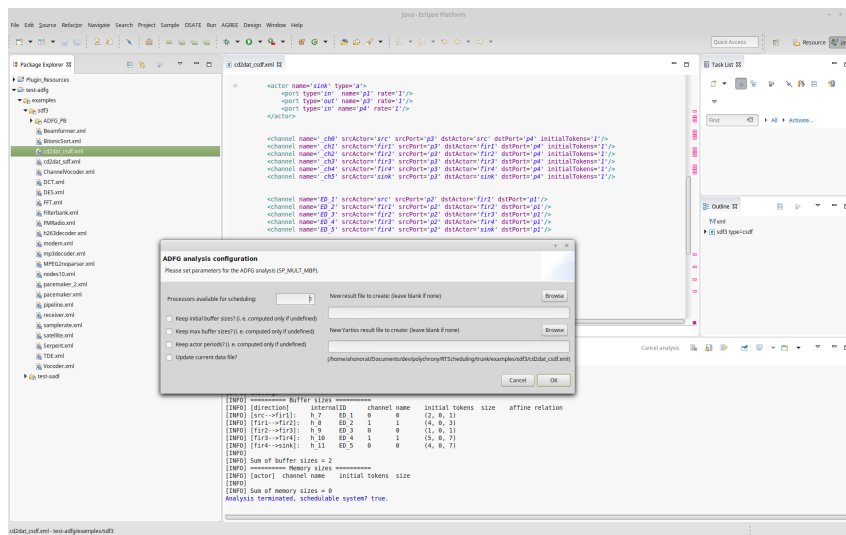 Java - Eclipse Platform
File Edit Source Refactor Navigate Search Project Sample OSATE Run AGREE Design Window Help
Quick Access
Resource
Package Explorer
Plugin_Resources
test-adfg
examples
sdf3
ADFG_PB
Beamformer.xml
BitonicSort.xml
cd2dat_csdf.xml
cd2dat_sdf.xml
ChannelVocoder.xml
DCT.xml
DES.xml
FFT.xml
Filterbank.xml
FMRadio.xml
h263decoder.xml
modem.xml
mp3decoder.xml
MPEG2noparser.xml
nodes10.xml
pacemaker_2.xml
pacemaker.xml
pipeline.xml
receiver.xml
samplerate.xml
satellite.xml
Serpent.xml
TDE.xml
Vocoder.xml
test-aadl
cd2dat_csdf.xml
<actor name='sink' type='a'>
<port type='in' name='p1' rate='1'/>
<port type='out' name='p3' rate='1'/>
<port type='in' name='p4' rate='1'/>
</actor>
<channel name='_ch0' srcActor='src' srcPort='p3' dstActor='src' dstPort='p4' initialTokens='1'/>
<channel name='_ch1' srcActor='fir1' srcPort='p3' dstActor='fir1' dstPort='p4' initialTokens='1'/>
<channel name='_ch2' srcActor='fir2' srcPort='p3' dstActor='fir2' dstPort='p4' initialTokens='1'/>
<channel name='_ch3' srcActor='fir3' srcPort='p3' dstActor='fir3' dstPort='p4' initialTokens='1'/>
<channel name='_ch4' srcActor='fir4' srcPort='p3' dstActor='fir4' dstPort='p4' initialTokens='1'/>
<channel name='_ch5' srcActor='sink' srcPort='p3' dstActor='sink' dstPort='p4' initialTokens='1'/>
<channel name='ED_1' srcActor='src' srcPort='p2' dstActor='fir1' dstPort='p1'/>
<channel name='ED_2' srcActor='fir1' srcPort='p2' dstActor='fir2' dstPort='p1'/>
<channel name='ED_3' srcActor='fir2' srcPort='p2' dstActor='fir3' dstPort='p1'/>
<channel name='ED_4' srcActor='fir3' srcPort='p2' dstActor='fir4' dstPort='p1'/>
<channel name='ED_5' srcActor='fir4' srcPort='p2' dstActor='sink' dstPort='p1'/>
Task List
Find
All
Activate...
Outline
?=? xml
sdf3 type=csdf
ADFG analysis configuration
Please set parameters for the ADFG analysis (SP_MULT_MBP).
Processors available for scheduling: 1
Keep initial buffer sizes? (i. e. computed only if undefined)
Keep max buffer sizes? (i. e. computed only if undefined)
Keep actor periods? (i. e. computed only if undefined)
Update current data file?
New result file to create: (leave blank if none)
Browse
New Yartiss result file to create: (leave blank if none)
Browse
(/home/ahonorat/Documents/dev/polychrony/RTScheduling/trunk/examples/sdf3/cd2dat_csdf.xml)
Cancel
OK
Cancel analysis
[INFO] ========== Buffer sizes ==========
[INFO] [direction] internalID channel name initial tokens size affine relation
[INFO] [src-->fir1]: h_7 ED_1 0 0 (2, 0, 1)
[INFO] [fir1-->fir2]: h_8 ED_2 1 1 (4, 0, 3)
[INFO] [fir2-->fir3]: h_9 ED_3 0 0 (1, 0, 1)
[INFO] [fir3-->fir4]: h_10 ED_4 1 1 (5, 0, 7)
[INFO] [fir4-->sink]: h_11 ED_5 0 0 (4, 0, 7)
[INFO]
[INFO] Sum of buffer sizes = 2
[INFO] ========== Memory sizes ==========
[INFO] [actor] channel name initial tokens size
[INFO]
[INFO] Sum of memory sizes = 0
Analysis terminated, schedulable system? true.
cd2dat_csdf.xml - test-adfg/examples/sdf3